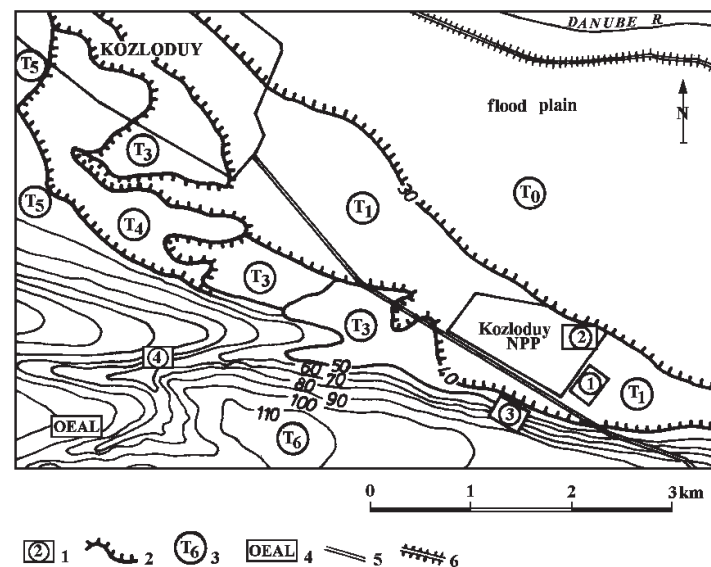 DANUBE R
KOZLODUY
T5
flood plain
N
T3
30
T0
T5
T1
T4
T3
T3
Kozloduy
NPP
2
4
1
T1
40
60 50
80 70
100 90
110
3
OEAL
T6
0 1 2 3 km
2 1 2 T6 3 OEAL 4 5 6